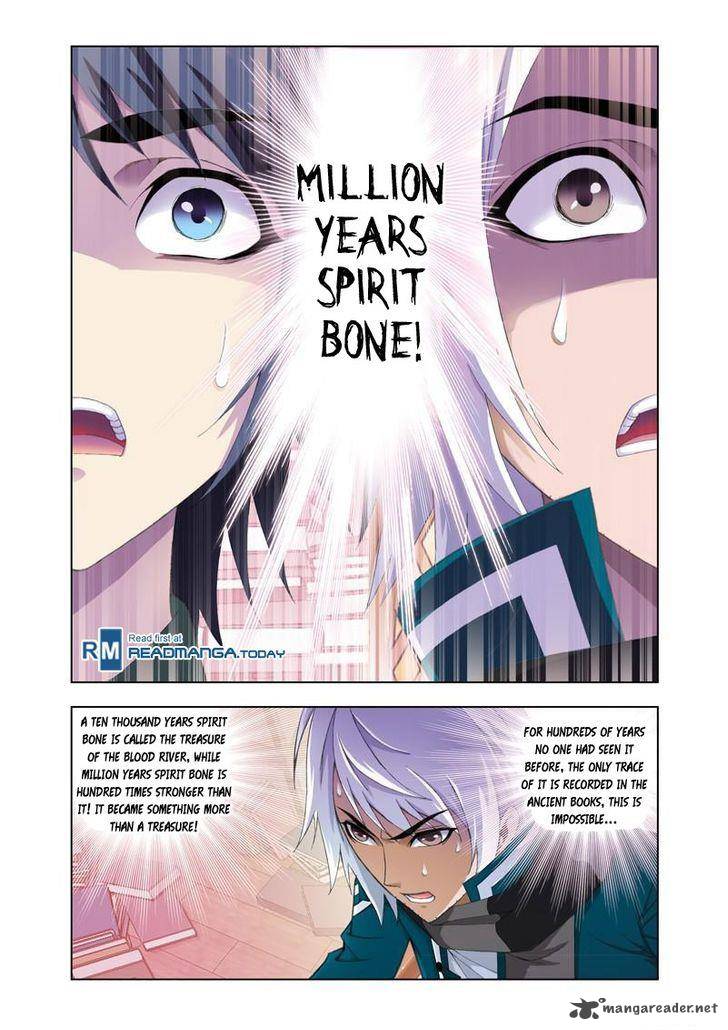 MILLION
YEARS
SPIRIT
BONE!
RM
Read first at
READMANGA.TODAY
A TEN THOUSAND YEARS SPIRIT
BONE IS CALLED THE TREASURE
OF THE BLOOD RIVER, WHILE
MILLION YEARS SPIRIT BONE IS
HUNDRED TIMES STRONGER THAN
IT! IT BECAME SOMETHING MORE
THAN A TREASURE!
FOR HUNDREDS OF YEARS
NO ONE HAD SEEN IT
BEFORE, THE ONLY TRACE
OF IT IS RECORDED IN THE
ANCIENT BOOKS, THIS IS
IMPOSSIBLE...
mangareader.net